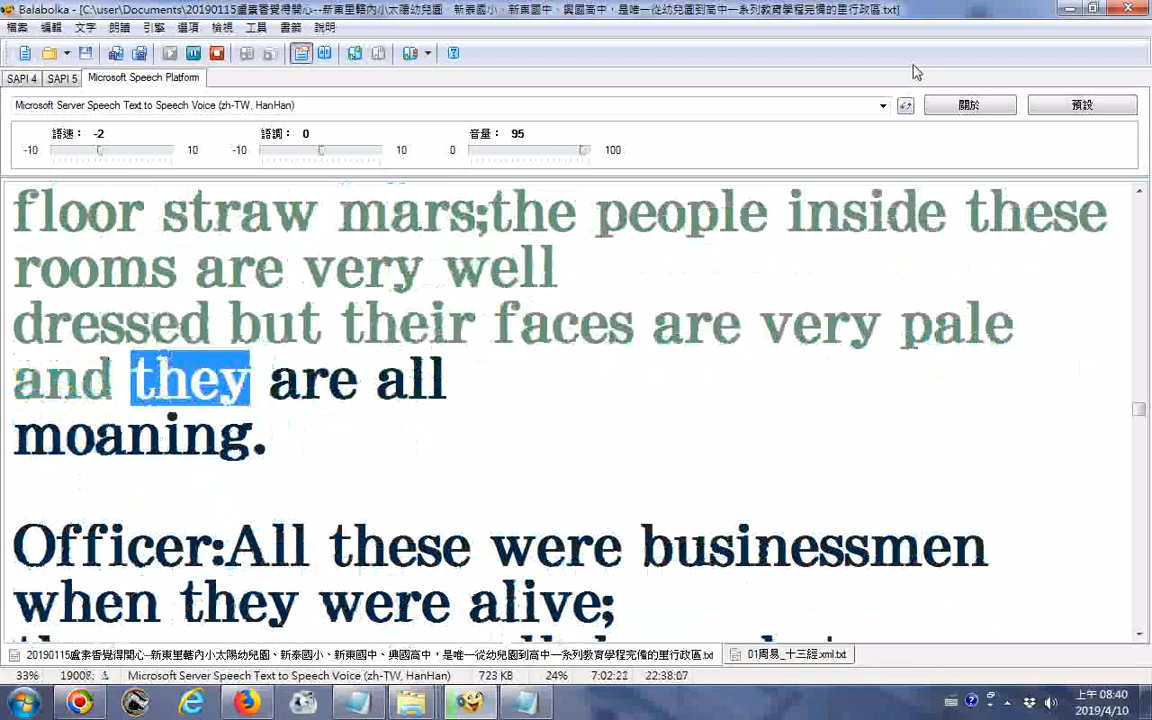 Balabolka - [C:\user\Documents\20190115盧素香覺得開心--新東里轄內小太陽幼兒園、新泰國小、新東國中、興國高中，是唯一從幼兒園到高中一系列教育學程完備的里行政區.txt]
檔案 編輯 文字 朗讀 引擎 選項 檢視 工具 書籤 說明
SAPI 4 SAPI 5 Microsoft Speech Platform
Microsoft Server Speech Text to Speech Voice (zh-TW, HanHan) 關於 預設
語速： -2 語調： 0 音量： 95
-10 10 -10 10 0 100
floor straw mars;the people inside these
rooms are very well
dressed but their faces are very pale
and they are all
moaning.
Officer:All these were businessmen
when they were alive;
20190115盧素香覺得開心--新東里轄內小太陽幼兒園、新泰國小、新東國中、興國高中，是唯一從幼兒園到高中一系列教育學程完備的里行政區.txt 01周易_十三經.xml.txt
33% Microsoft Server Speech Text to Speech Voice (zh-TW, HanHan) 723 KB 24% 7:02:22 22:38:07
上午 08:40
2019/4/10